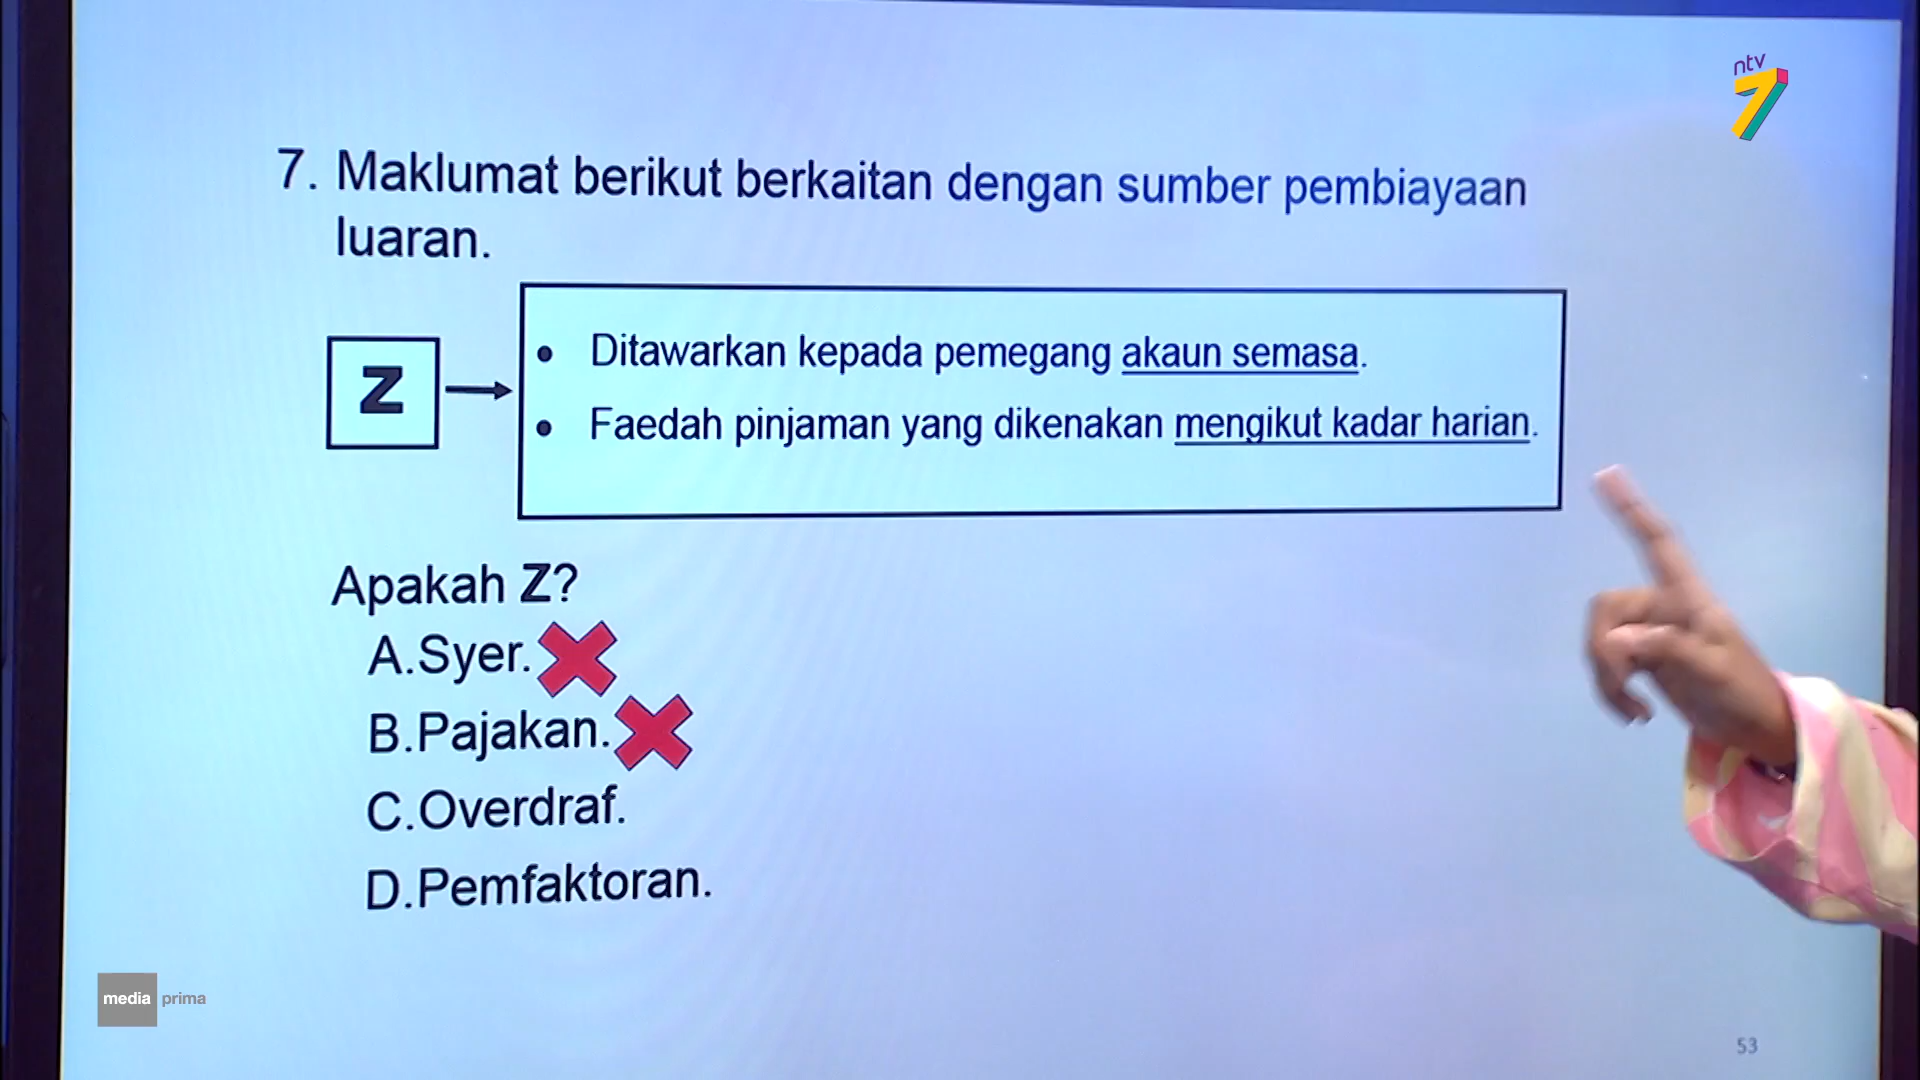 ntv
7
7. Maklumat berikut berkaitan dengan sumber pembiayaan
luaran.
Z
• Ditawarkan kepada pemegang akaun semasa.
• Faedah pinjaman yang dikenakan mengikut kadar harian.
Apakah Z?
A.Syer.
B.Pajakan.
C.Overdraf.
D.Pemfaktoran.
media prima
53